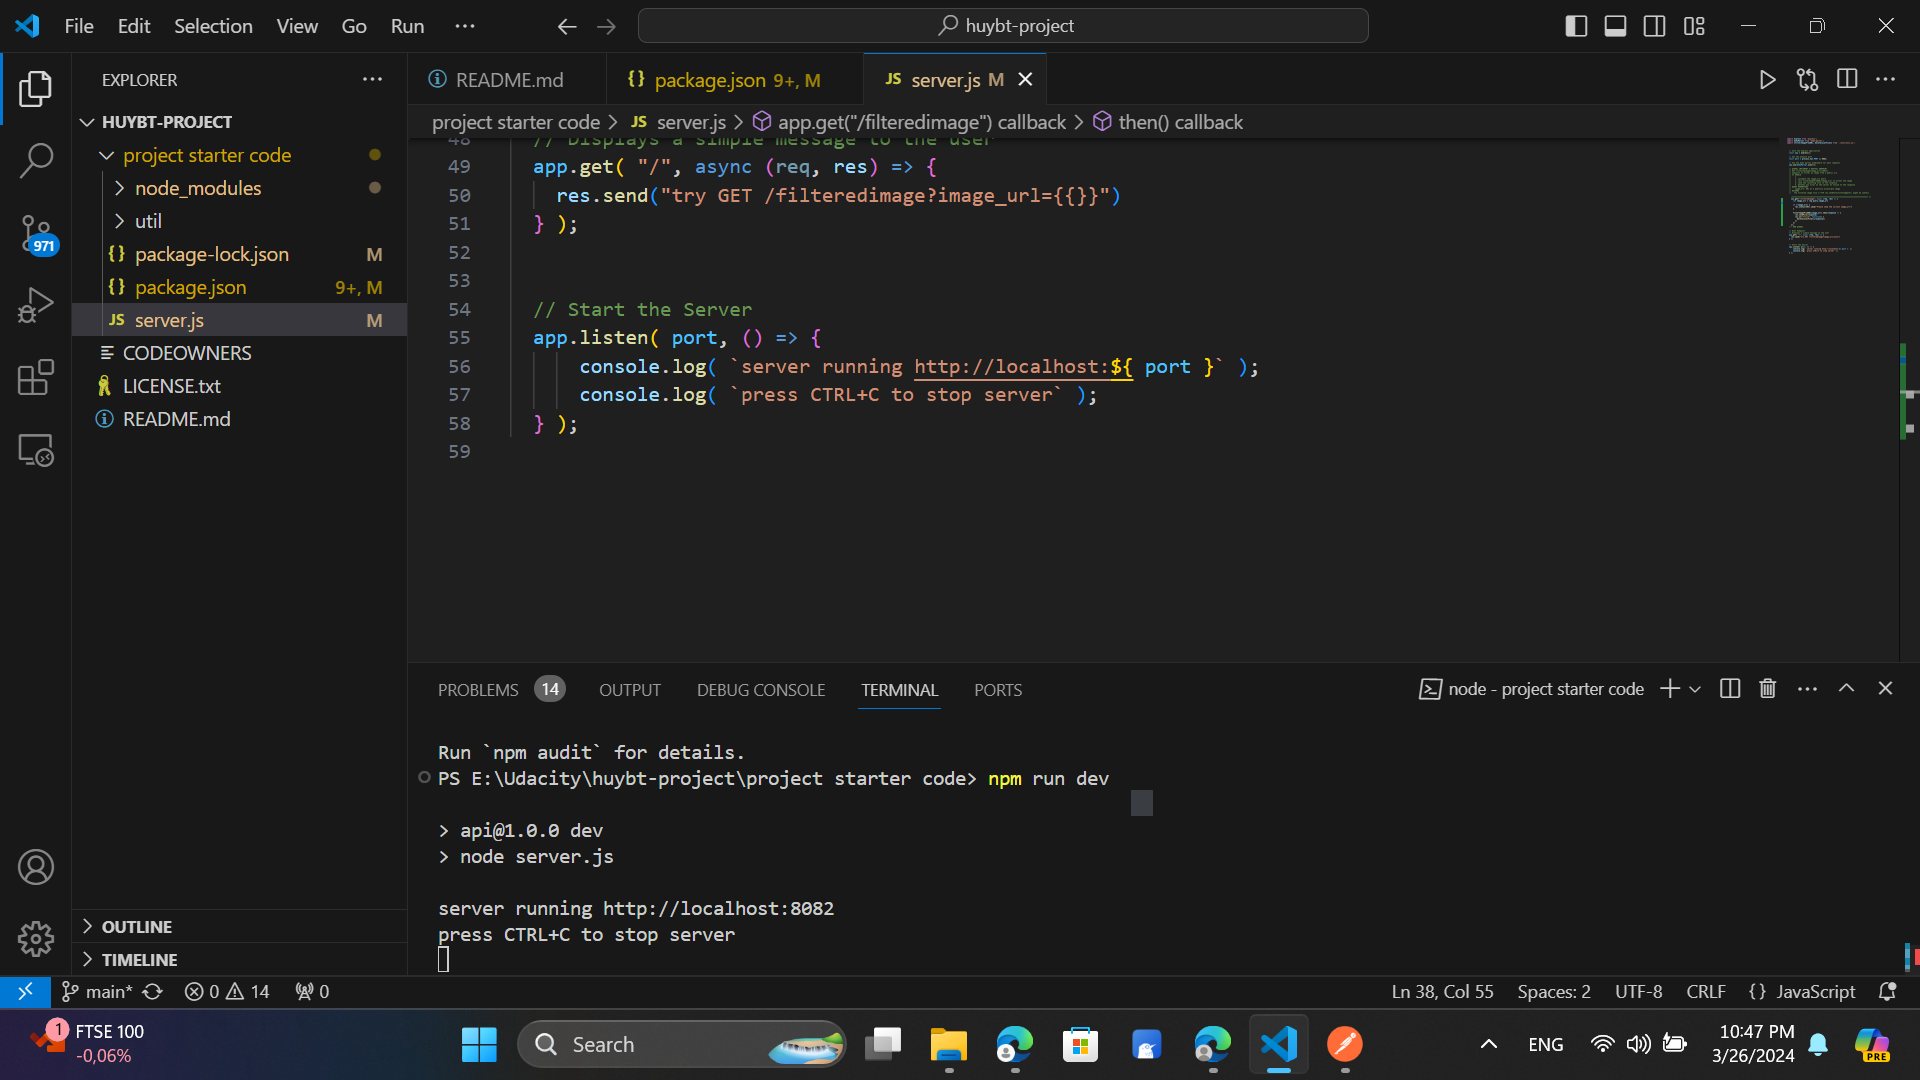 File Edit Selection View Go Run ···
huybt-project
EXPLORER
HUYBT-PROJECT
project starter code
node_modules
util
{} package-lock.json M
{} package.json 9+, M
JS server.js M
CODEOWNERS
LICENSE.txt
README.md
OUTLINE
TIMELINE
971
README.md
{} package.json 9+, M
JS server.js M
project starter code > JS server.js > app.get("/filteredimage") callback > then() callback
48 // Displays a simple message to the user
49 app.get( "/", async (req, res) => {
50 res.send("try GET /filteredimage?image_url={{}}")
51 } );
52
53
54 // Start the Server
55 app.listen( port, () => {
56 console.log( `server running http://localhost:${ port }` );
57 console.log( `press CTRL+C to stop server` );
58 } );
59
PROBLEMS 14 OUTPUT DEBUG CONSOLE TERMINAL PORTS
node - project starter code
Run `npm audit` for details.
PS E:\Udacity\huybt-project\project starter code> npm run dev
> api@1.0.0 dev
> node server.js
server running http://localhost:8082
press CTRL+C to stop server
main* 0 14 0
Ln 38, Col 55 Spaces: 2 UTF-8 CRLF {} JavaScript
1
FTSE 100
-0,06%
Search
ENG
10:47 PM
3/26/2024
PRE